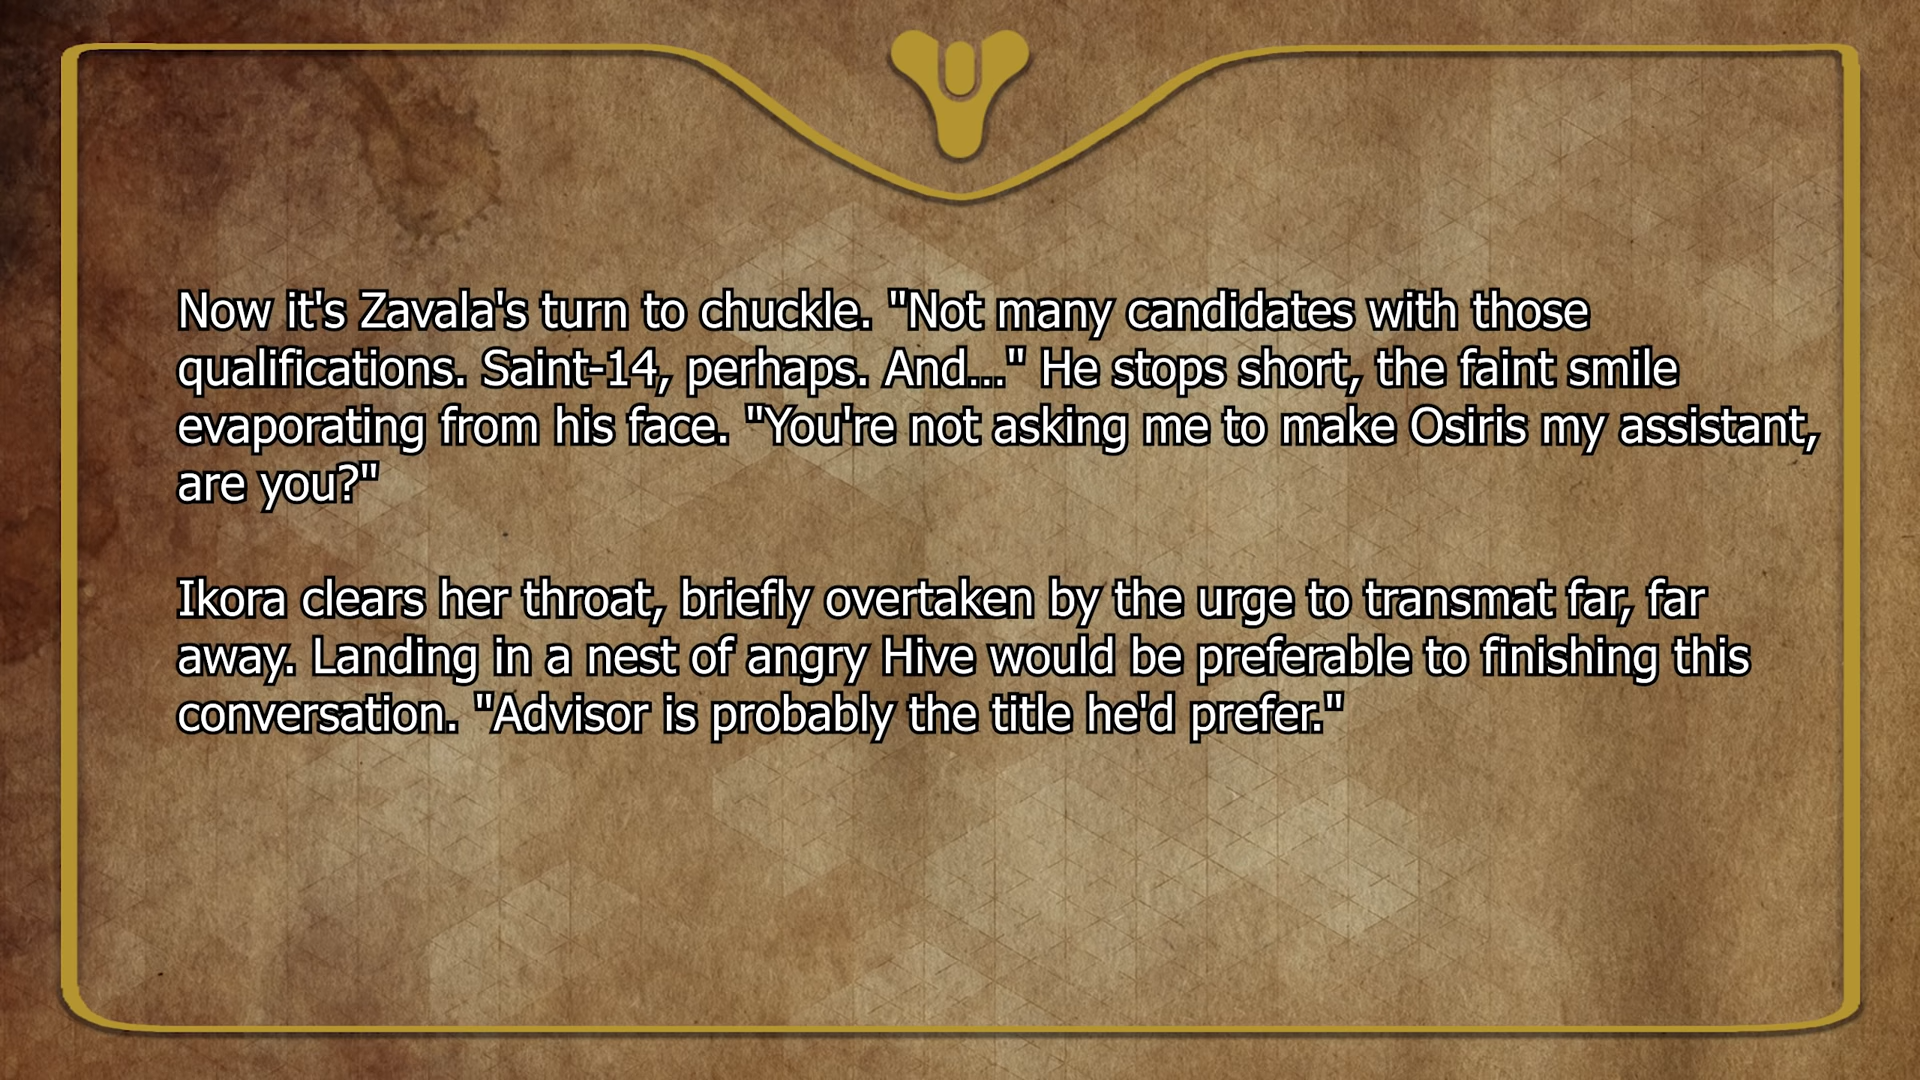 Now it's Zavala's turn to chuckle. "Not many candidates with those
qualifications. Saint-14, perhaps. And..." He stops short, the faint smile
evaporating from his face. "You're not asking me to make Osiris my assistant,
are you?"
Ikora clears her throat, briefly overtaken by the urge to transmat far, far
away. Landing in a nest of angry Hive would be preferable to finishing this
conversation. "Advisor is probably the title he'd prefer."